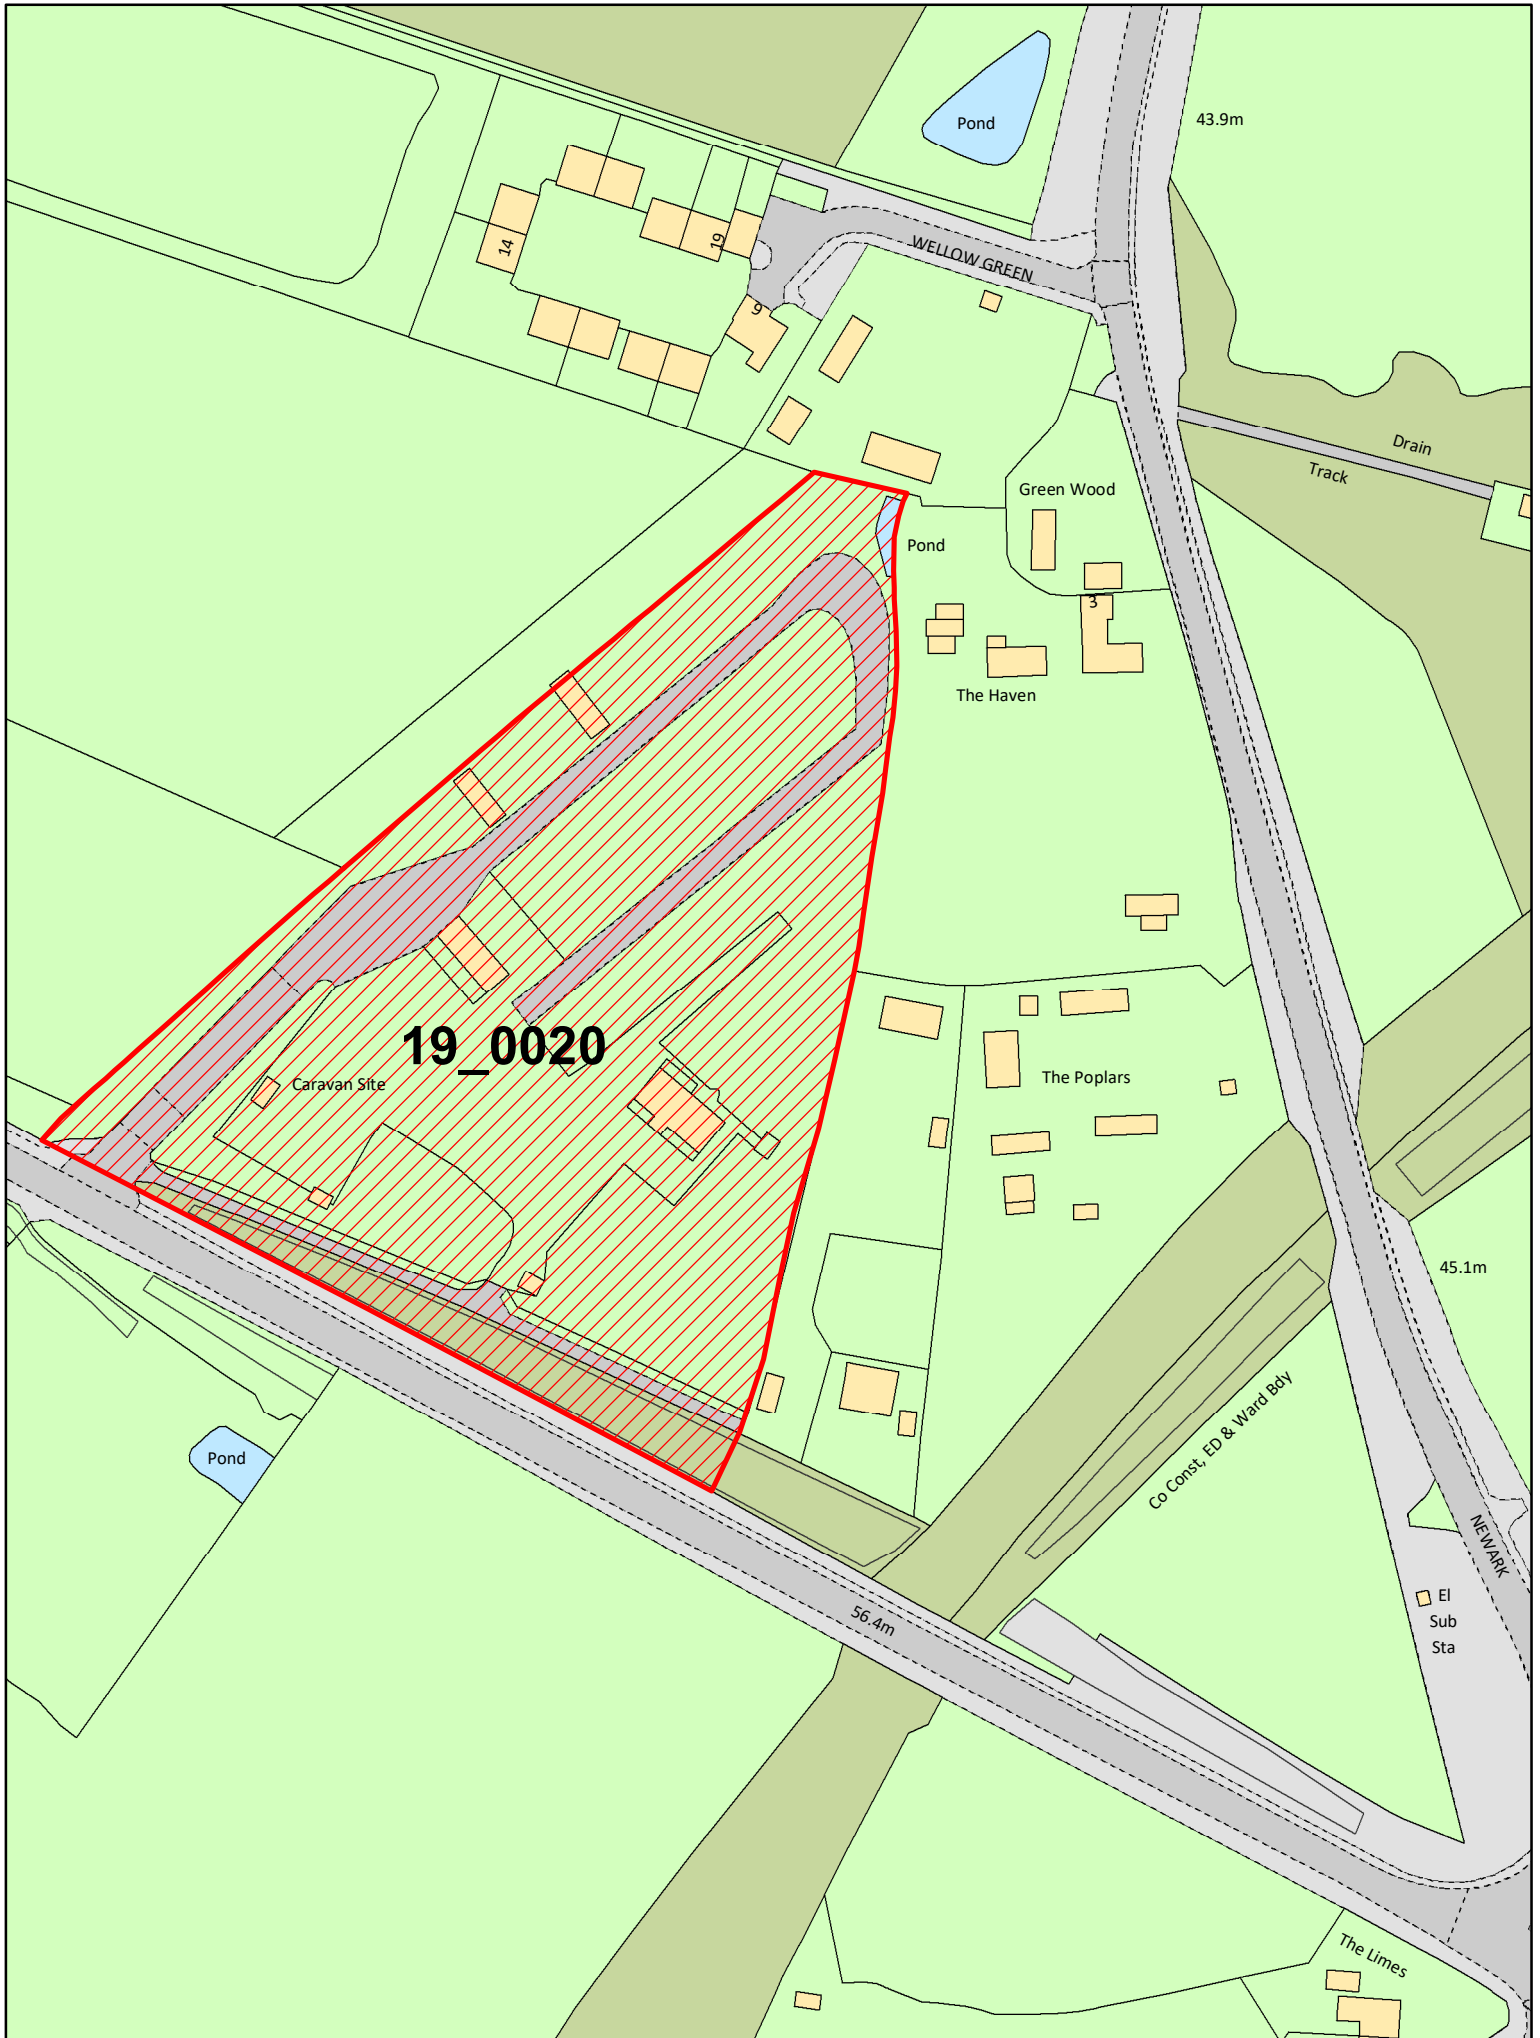 Pond
43.9m
WELLOW GREEN
14
19
9
Drain
Track
Green Wood
Pond
3
The Haven
19_0020
Caravan Site
The Poplars
45.1m
Co Const, ED & Ward Bdy
Pond
NEWARK
56.4m
El
Sub
Sta
The Limes